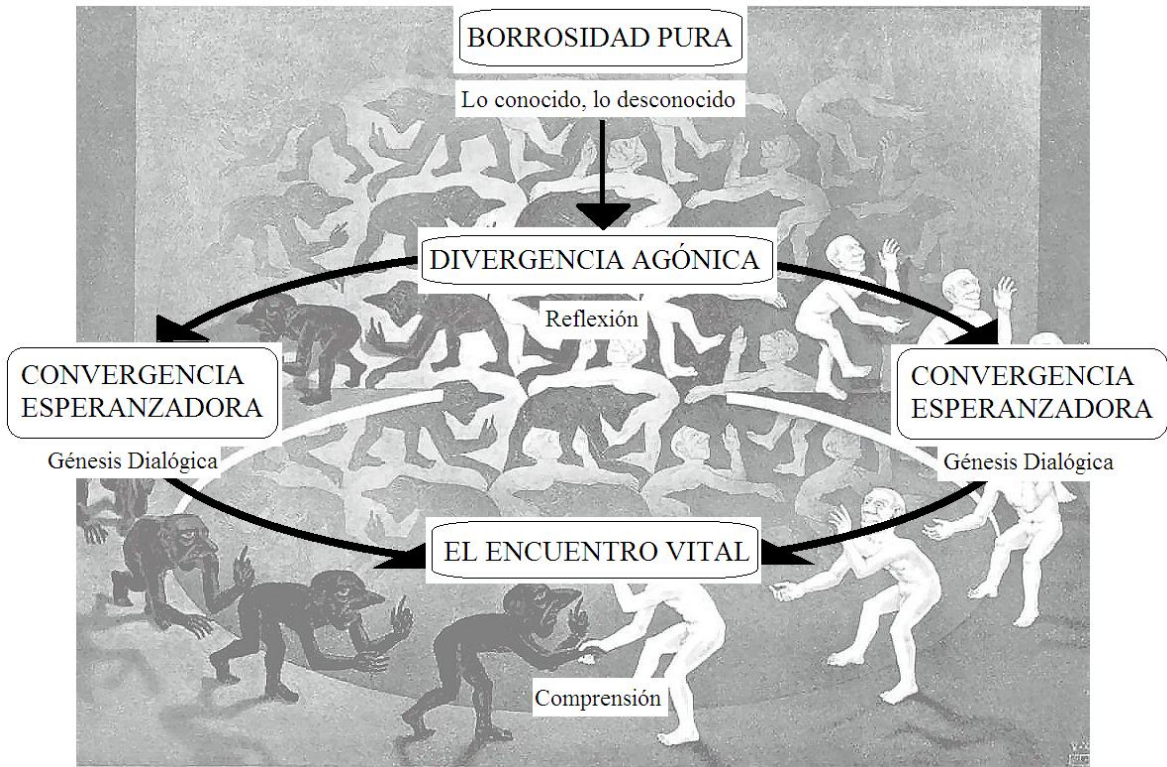 BORROSIDAD PURA
Lo conocido, lo desconocido
DIVERGENCIA AGÓNICA
Reflexión
CONVERGENCIA
ESPERANZADORA
Génesis Dialógica
CONVERGENCIA
ESPERANZADORA
Génesis Dialógica
EL ENCUENTRO VITAL
Comprensión